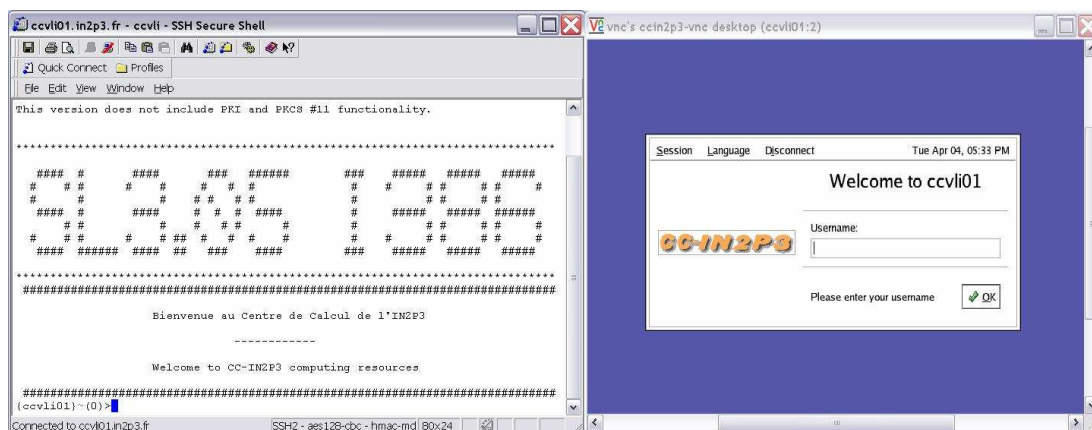 ccvli01.in2p3.fr - ccvli - SSH Secure Shell
Quick Connect Profiles
File Edit View Window Help
This version does not include PKI and PKCS #11 functionality.
Bienvenue au Centre de Calcul de l'IN2P3
------------
Welcome to CC-IN2P3 computing resources
{ccvli01}~(0)>
Connected to ccvli01.in2p3.fr SSH2 - aes128-cbc - hmac-md 80x24
vnc's ccin2p3-vnc desktop (ccvli01:2)
Session Language Disconnect Tue Apr 04, 05:33 PM
Welcome to ccvli01
CC-IN2P3
Username:
Please enter your username OK